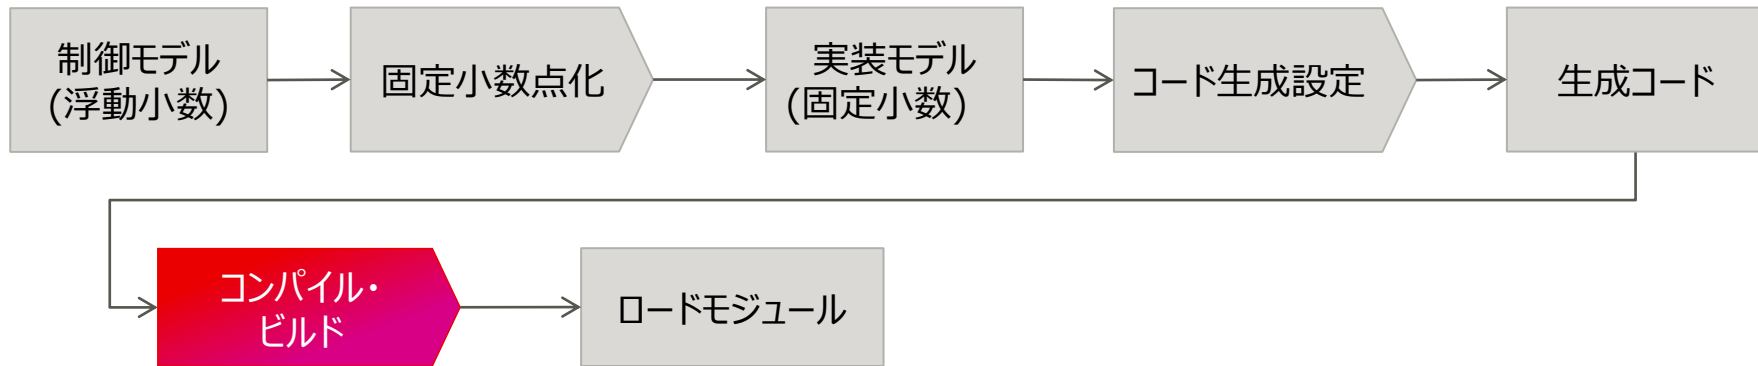 制御モデル
(浮動小数)
固定小数点化
実装モデル
(固定小数)
コード生成設定
生成コード
コンパイル・
ビルド
ロードモジュール